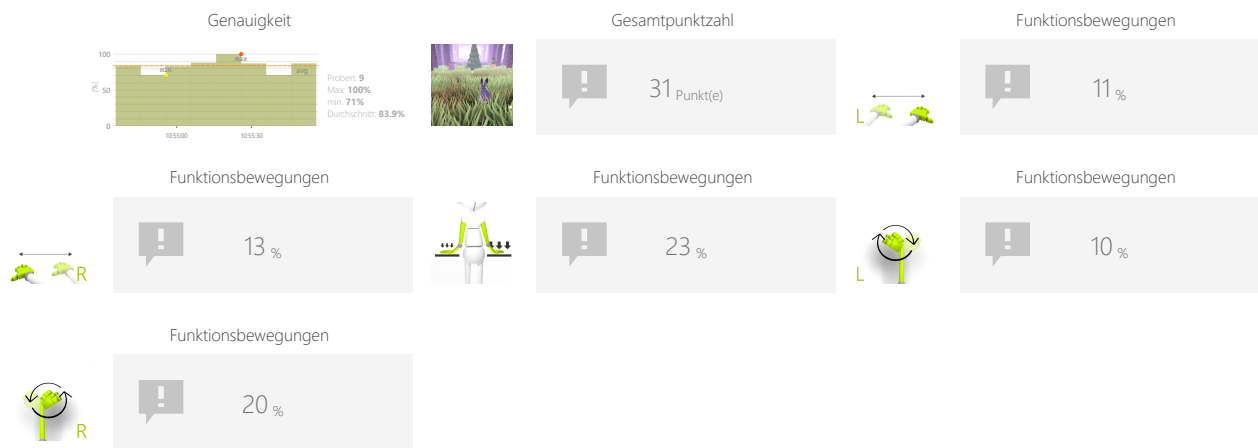 Genauigkeit
100
50
0
[%]
min
max
avg
10:55:00
10:55:30
Proben: 9
Max: 100%
min: 71%
Durchschnitt: 83.9%
Gesamtpunktzahl
31 Punkt(e)
Funktionsbewegungen
L
11 %
Funktionsbewegungen
R
13 %
Funktionsbewegungen
23 %
Funktionsbewegungen
L
10 %
Funktionsbewegungen
R
20 %